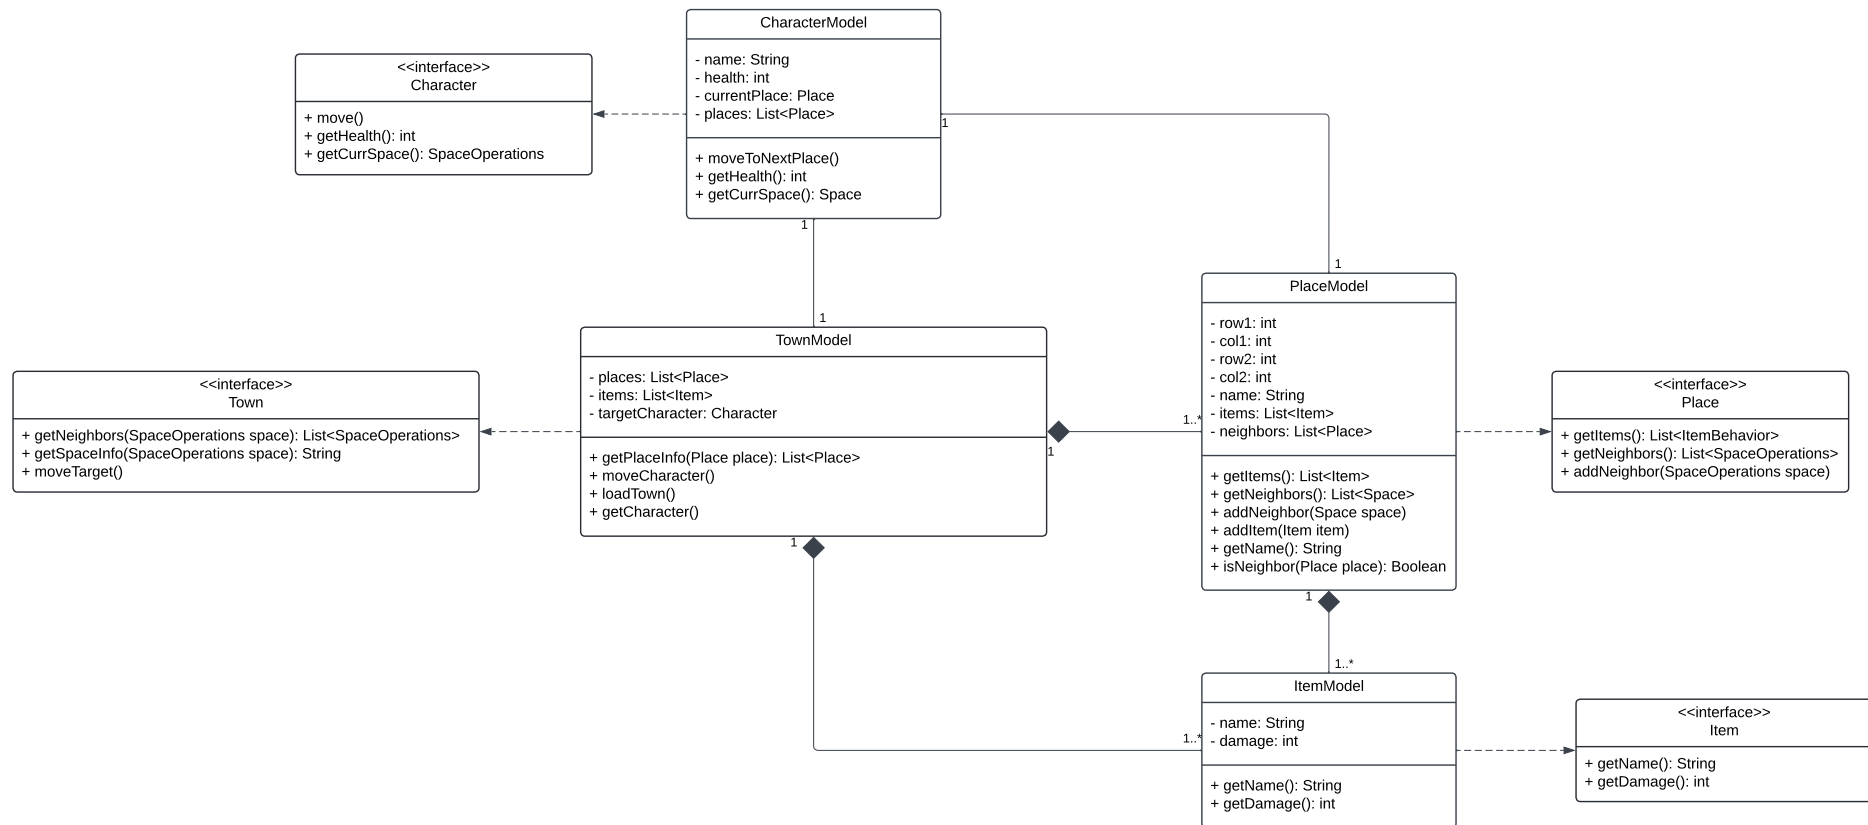 CharacterModel
- name: String
- health: int
- currentPlace: Place
- places: List<Place>
+ moveToNextPlace()
+ getHealth(): int
+ getCurrSpace(): Space
<<interface>>
Character
+ move()
+ getHealth(): int
+ getCurrSpace(): SpaceOperations
1
1
1
1
PlaceModel
- row1: int
- col1: int
- row2: int
- col2: int
- name: String
- items: List<Item>
- neighbors: List<Place>
+ getItems(): List<Item>
+ getNeighbors(): List<Space>
+ addNeighbor(Space space)
+ addItem(Item item)
+ getName(): String
+ isNeighbor(Place place): Boolean
TownModel
- places: List<Place>
- items: List<Item>
- targetCharacter: Character
+ getPlaceInfo(Place place): List<Place>
+ moveCharacter()
+ loadTown()
+ getCharacter()
<<interface>>
Town
+ getNeighbors(SpaceOperations space): List<SpaceOperations>
+ getSpaceInfo(SpaceOperations space): String
+ moveTarget()
<<interface>>
Place
+ getItems(): List<ItemBehavior>
+ getNeighbors(): List<SpaceOperations>
+ addNeighbor(SpaceOperations space)
1..*
1
1
1
1..*
1..*
ItemModel
- name: String
- damage: int
+ getName(): String
+ getDamage(): int
<<interface>>
Item
+ getName(): String
+ getDamage(): int